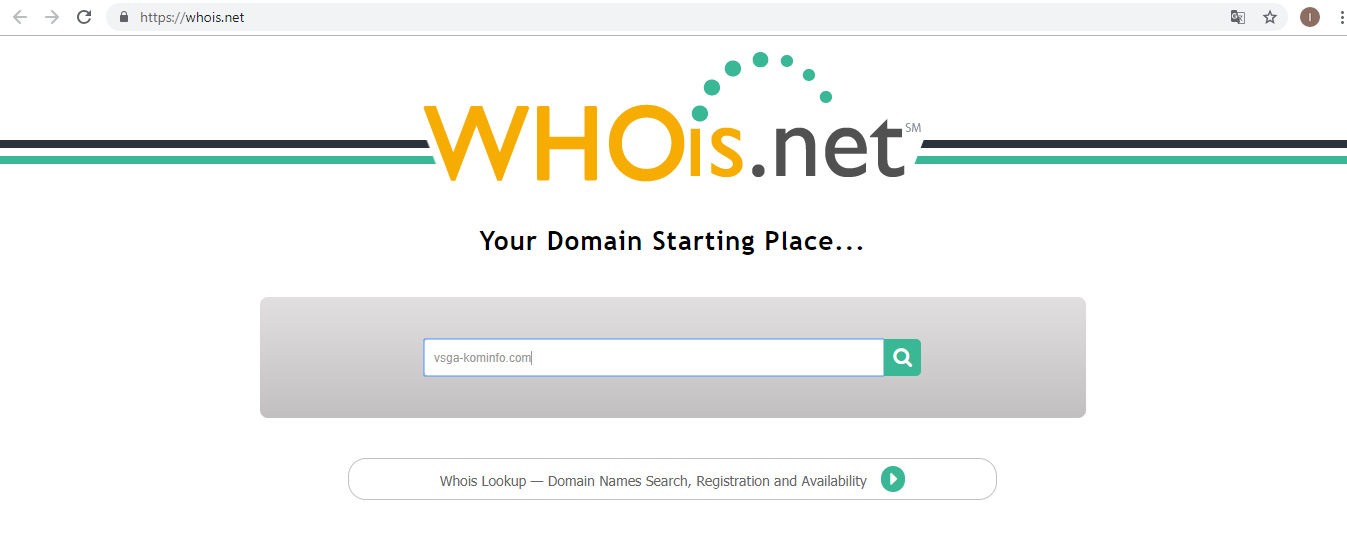 https://whois.net
I
WHOis.net SM
Your Domain Starting Place...
vsga-kominfo.com
Whois Lookup — Domain Names Search, Registration and Availability